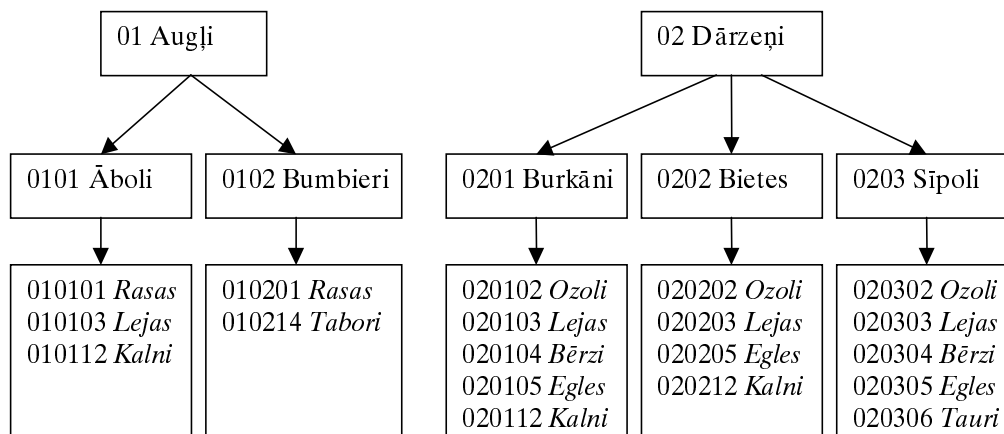 01 Augļi
02 Dārzeņi
0101 Āboli
0102 Bumbieri
0201 Burkāni
0202 Bietes
0203 Sīpoli
010101 Rasas
010103 Lejas
010112 Kalni
010201 Rasas
010214 Tabori
020102 Ozoli
020103 Lejas
020104 Bērzi
020105 Egles
020112 Kalni
020202 Ozoli
020203 Lejas
020205 Egles
020212 Kalni
020302 Ozoli
020303 Lejas
020304 Bērzi
020305 Egles
020306 Tauri